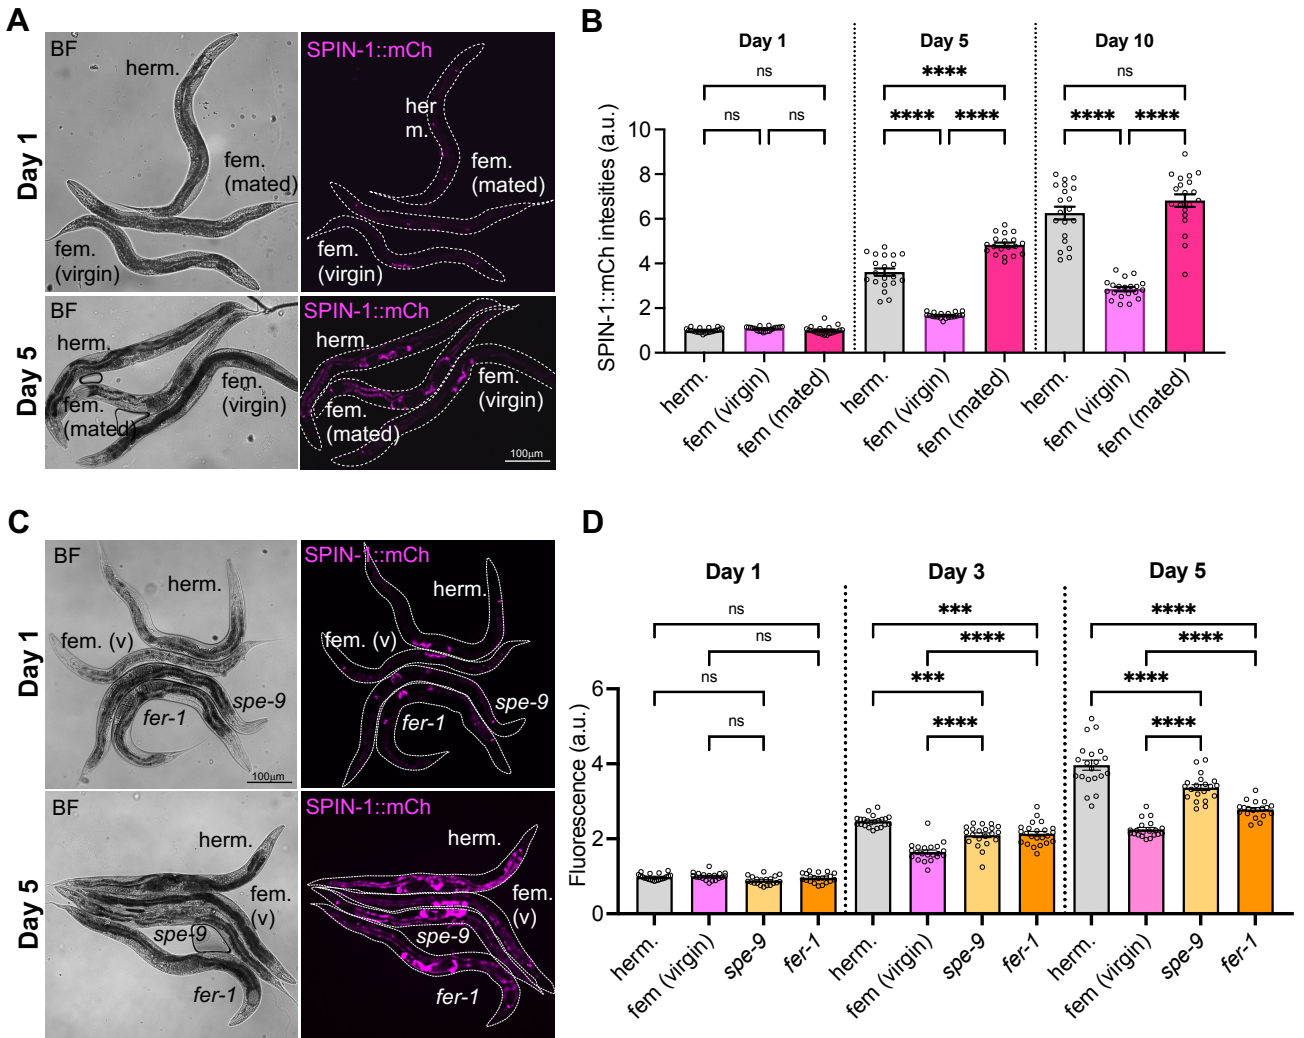 A
BF
herm.
fem.
(mated)
fem.
(virgin)
Day 1
SPIN-1::mCh
her
m.
fem.
(mated)
fem.
(virgin)
BF
herm.
fem.
(virgin)
fem.
(mated)
Day 5
SPIN-1::mCh
herm.
fem.
(virgin)
fem.
(mated)
100μm
B
Day 1
Day 5
Day 10
ns
****
ns
ns
ns
****
****
****
****
SPIN-1::mCh intesities (a.u.)
10
8
6
4
2
0
herm.
fem (virgin)
fem (mated)
herm.
fem (virgin)
fem (mated)
herm.
fem (virgin)
fem (mated)
C
BF
herm.
fem. (v)
spe-9
fer-1
100μm
Day 1
SPIN-1::mCh
herm.
fem. (v)
spe-9
fer-1
BF
herm.
fem.
(v)
spe-9
fer-1
Day 5
SPIN-1::mCh
herm.
fem.
(v)
spe-9
fer-1
D
Day 1
Day 3
Day 5
ns
***
****
ns
****
****
ns
***
****
ns
****
****
Fluorescence (a.u.)
6
4
2
0
herm.
fem (virgin)
spe-9
fer-1
herm.
fem (virgin)
spe-9
fer-1
herm.
fem (virgin)
spe-9
fer-1